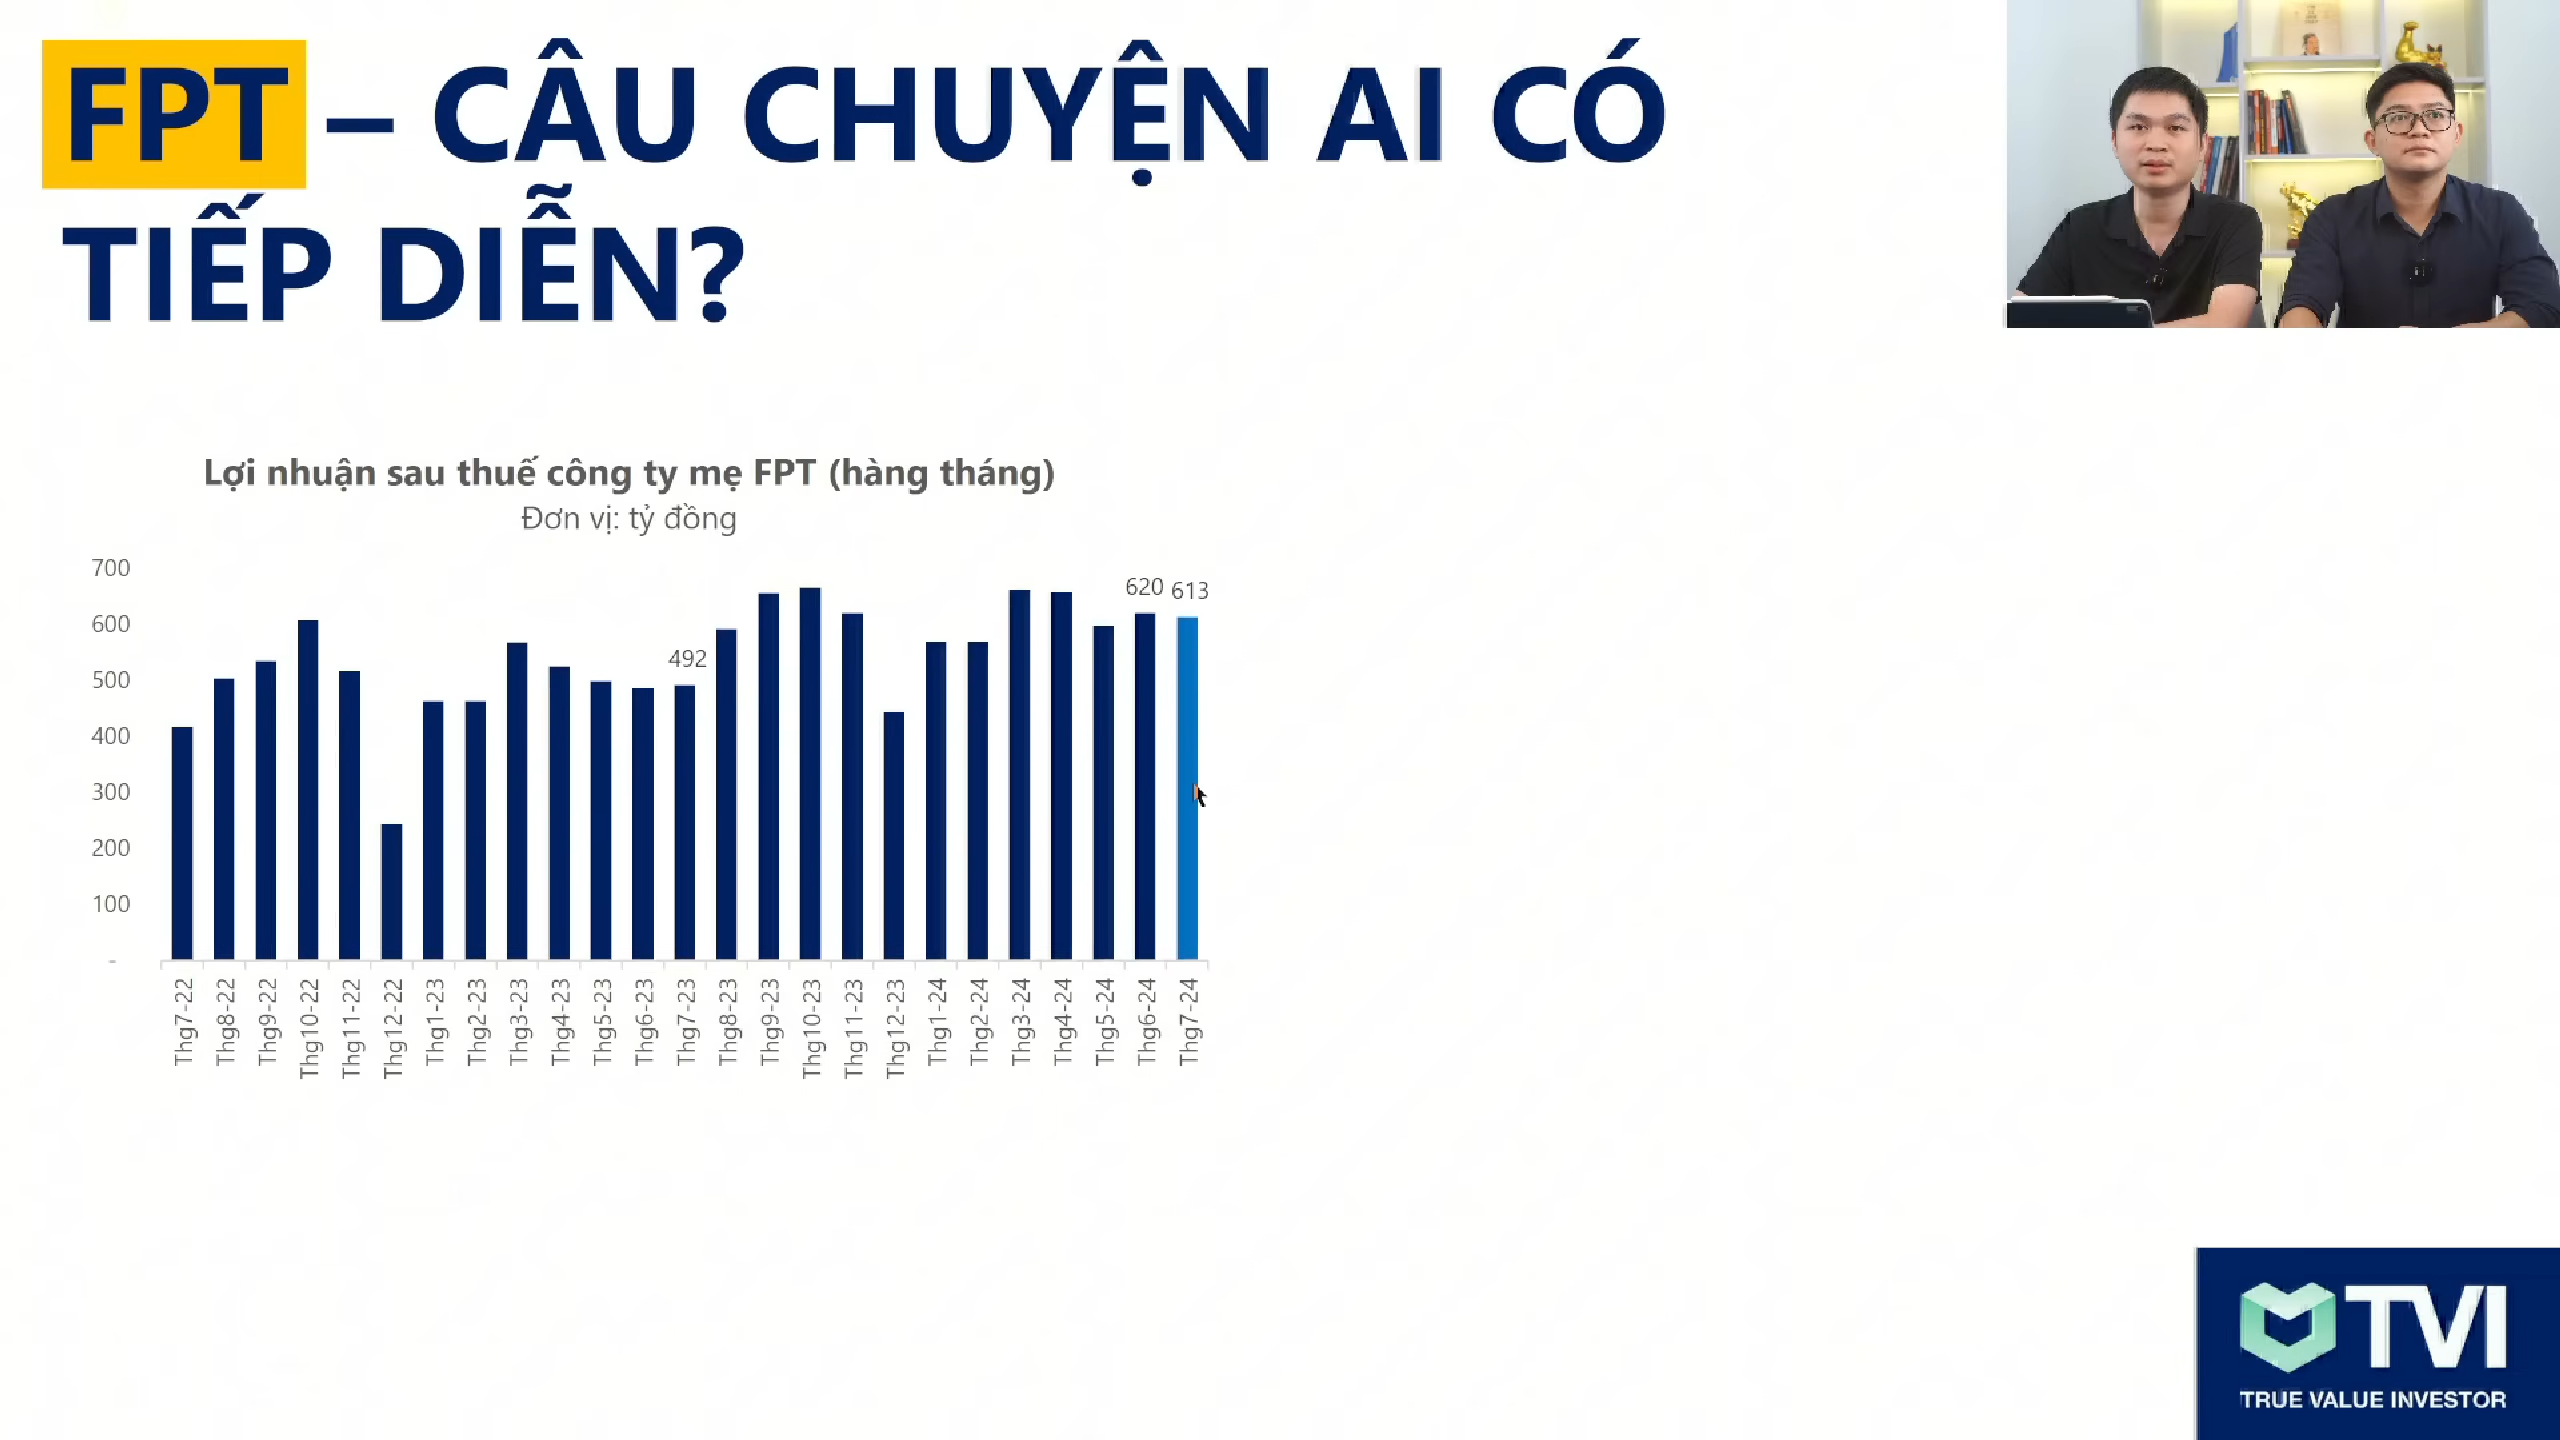 FPT – CÂU CHUYỆN AI CÓ
TIẾP DIỄN?
Lợi nhuận sau thuế công ty mẹ FPT (hàng tháng)
Đơn vị: tỷ đồng
700
600
500
400
300
200
100
-
492
620
613
Thg7-22
Thg8-22
Thg9-22
Thg10-22
Thg11-22
Thg12-22
Thg1-23
Thg2-23
Thg3-23
Thg4-23
Thg5-23
Thg6-23
Thg7-23
Thg8-23
Thg9-23
Thg10-23
Thg11-23
Thg12-23
Thg1-24
Thg2-24
Thg3-24
Thg4-24
Thg5-24
Thg6-24
Thg7-24
TVI
TRUE VALUE INVESTOR